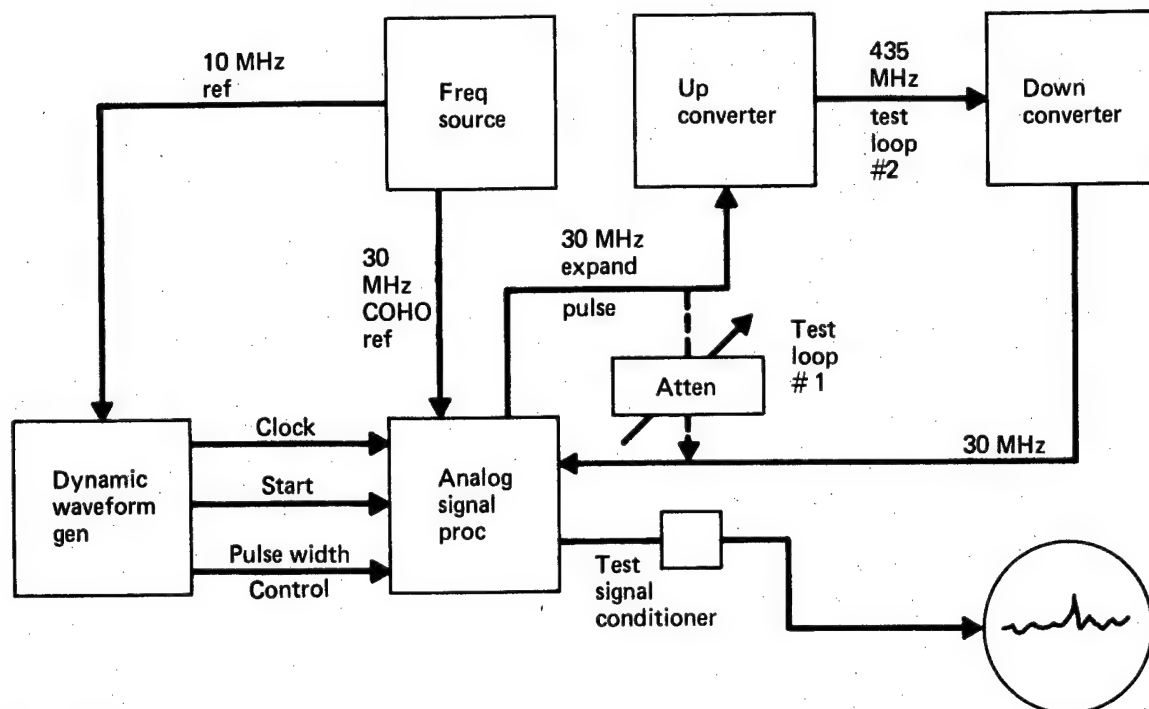 10 MHz
ref
Freq
source
Up
converter
435
MHz
test
loop
#2
Down
converter
30
MHz
COHO
ref
30 MHz
expand
pulse
Test
loop
# 1
Atten
30 MHz
Dynamic
waveform
gen
Clock
Start
Pulse width
Control
Analog
signal
proc
Test
signal
conditioner